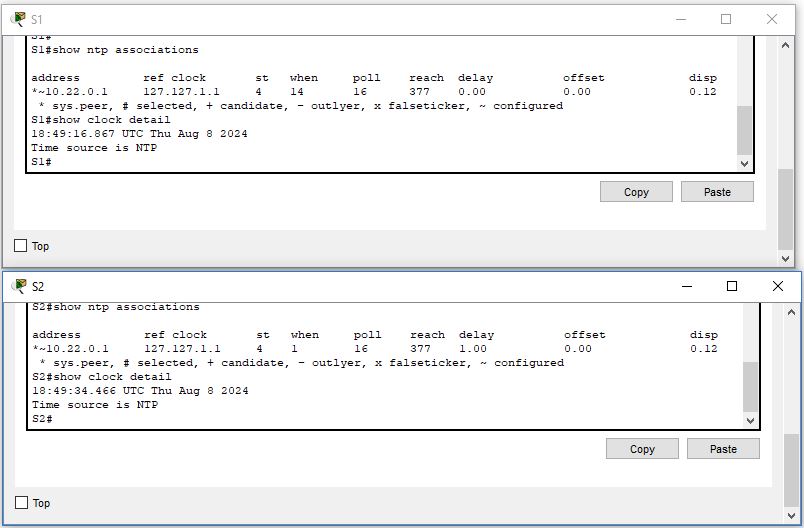 S1
S1#
S1#show ntp associations
address ref clock st when poll reach delay offset disp
*~10.22.0.1 127.127.1.1 4 14 16 377 0.00 0.00 0.12
* sys.peer, # selected, + candidate, - outlyer, x falseticker, ~ configured
S1#show clock detail
18:49:16.867 UTC Thu Aug 8 2024
Time source is NTP
S1#
Copy Paste
Top
S2
S2#show ntp associations
address ref clock st when poll reach delay offset disp
*~10.22.0.1 127.127.1.1 4 1 16 377 1.00 0.00 0.12
* sys.peer, # selected, + candidate, - outlyer, x falseticker, ~ configured
S2#show clock detail
18:49:34.466 UTC Thu Aug 8 2024
Time source is NTP
S2#
Copy Paste
Top